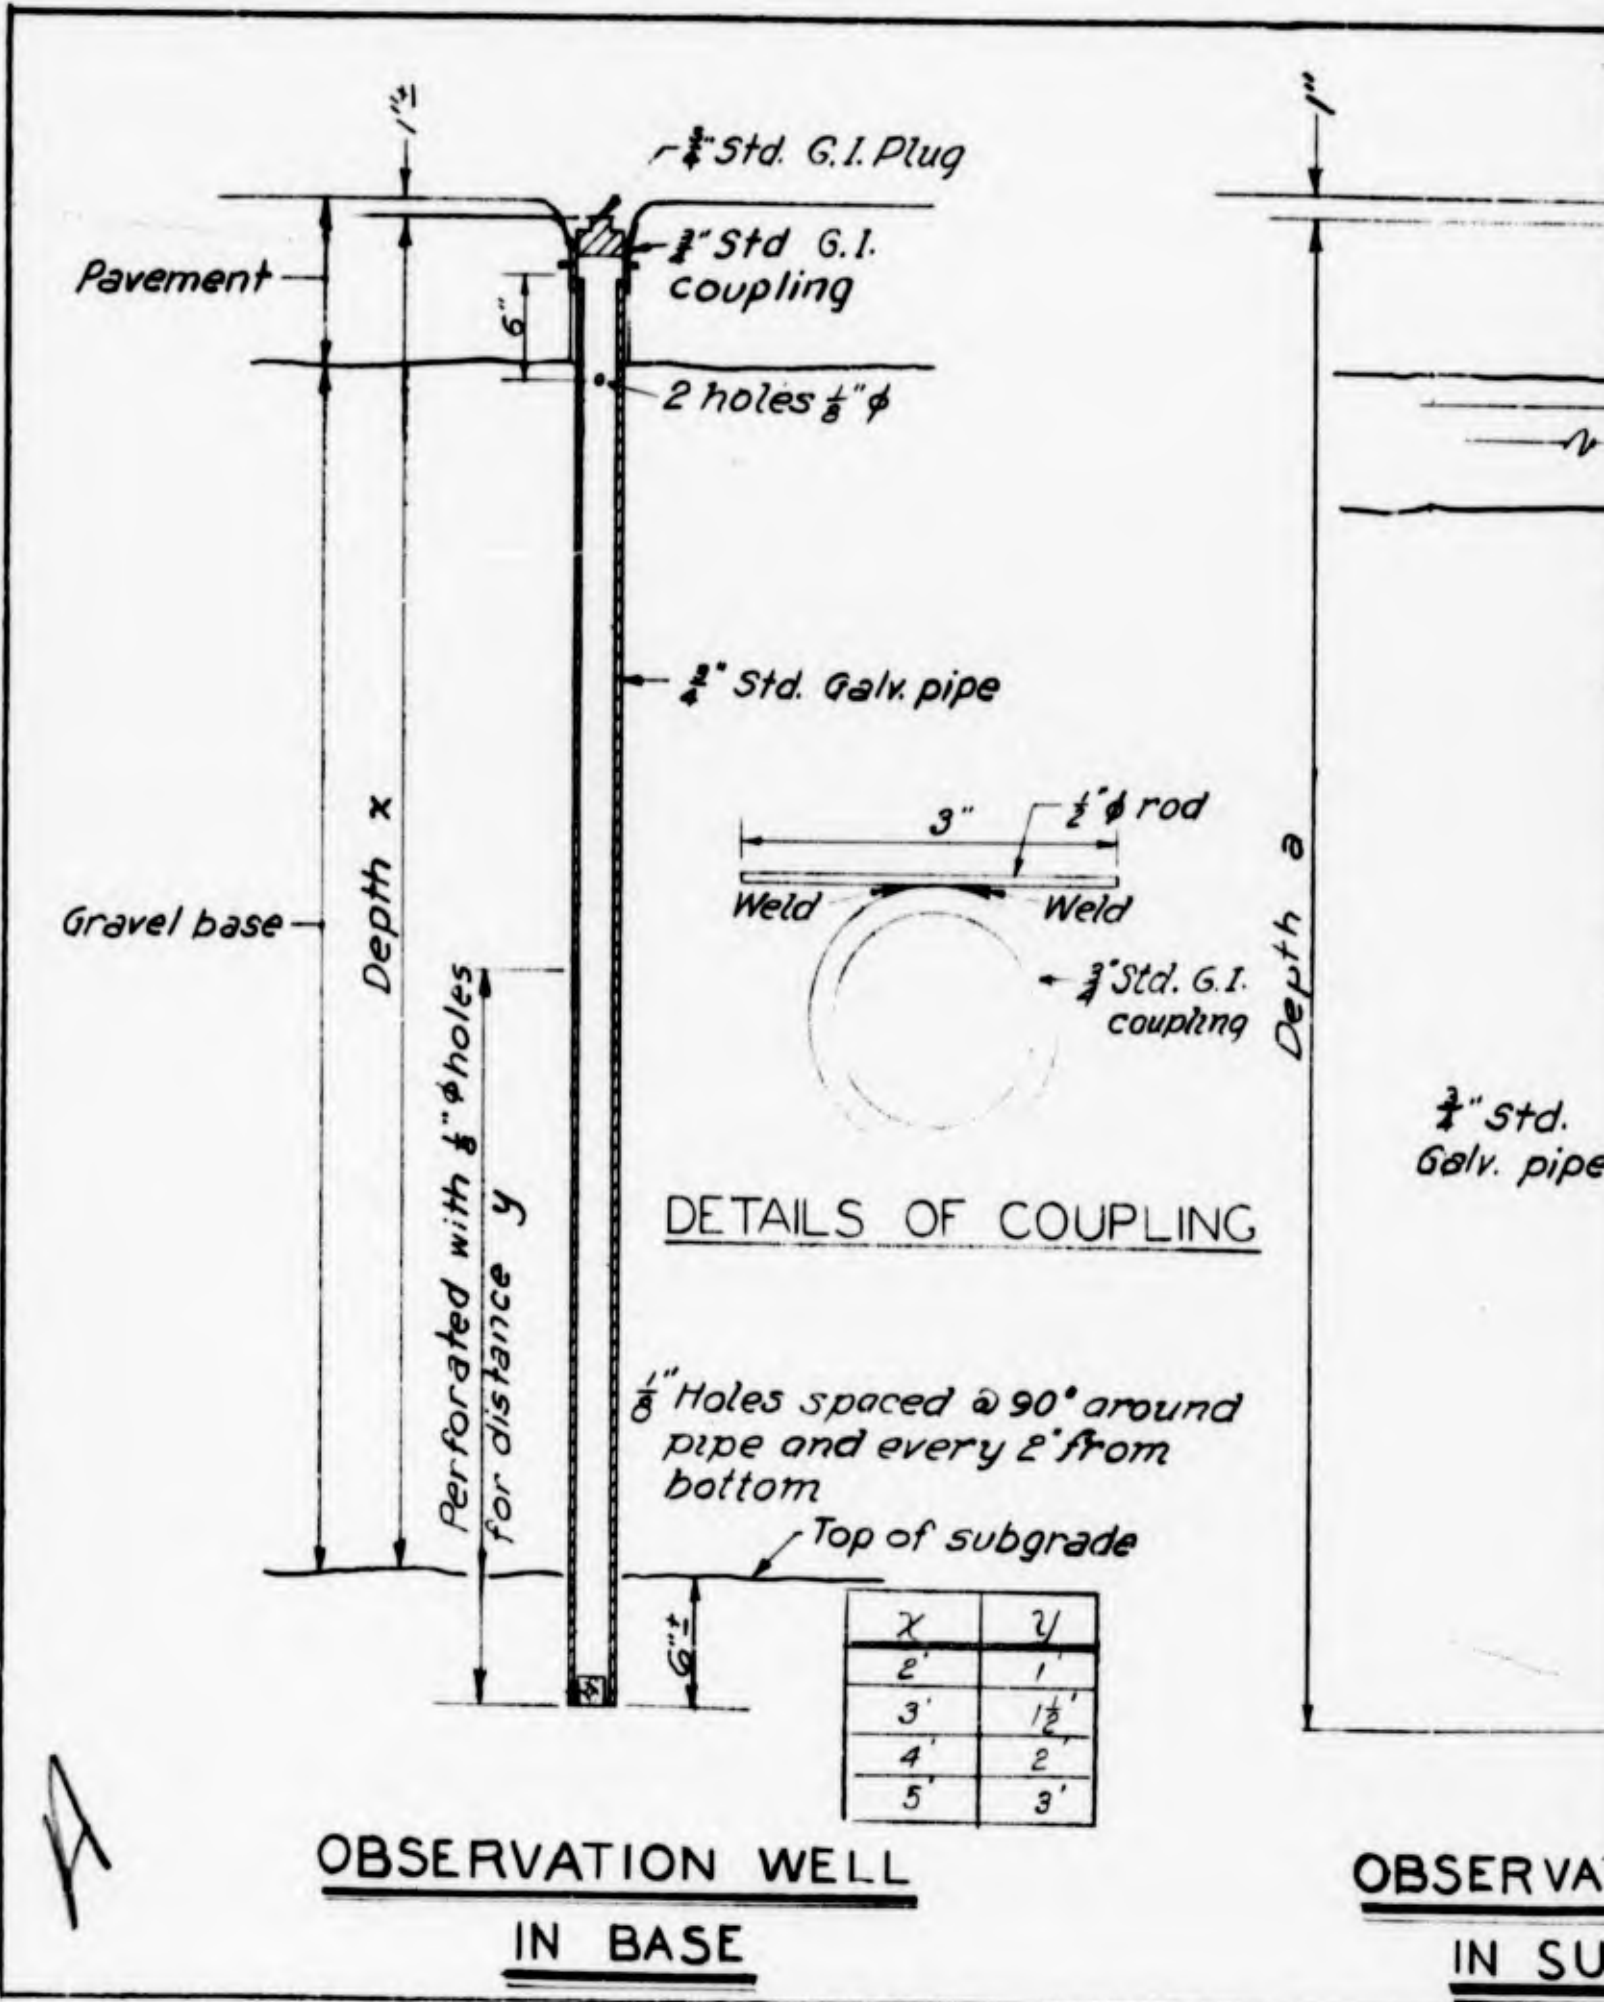 1"±
3/4" Std. G.I. Plug
3/4" Std G.I.
coupling
Pavement
6"
2 holes 1/8" ϕ
3/4" Std. Galv. pipe
Depth x
Gravel base
Perforated with 1/8" ϕ holes
for distance y
3"
1/2" ϕ rod
Weld
Weld
3/4" Std. G.I.
coupling
DETAILS OF COUPLING
1/8" Holes spaced @ 90° around
pipe and every 2" from
bottom
Top of subgrade
6"±
x y
2' 1'
3' 1 1/2'
4' 2'
5' 3'
OBSERVATION WELL
IN BASE
1"
Depth a
3/4" Std.
Galv. pipe
OBSERVA
IN SU